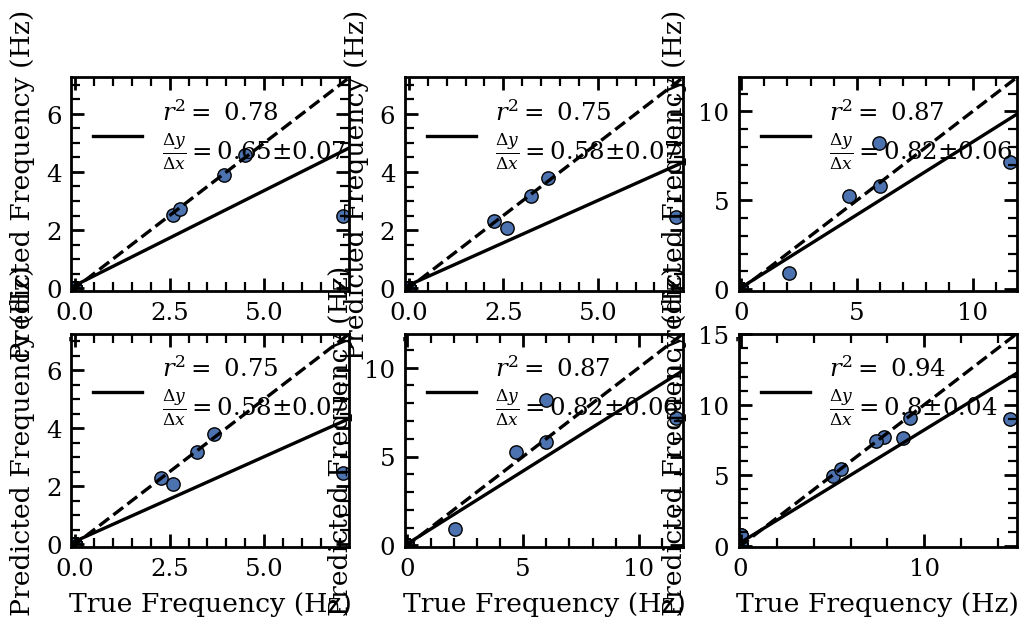 Predicted Frequency (Hz)
6
4
2
0
r² = 0.78
Δy/Δx = 0.65±0.07
0.0 2.5 5.0
Predicted Frequency (Hz)
6
4
2
0
r² = 0.75
Δy/Δx = 0.58±0.07
0.0 2.5 5.0
Predicted Frequency (Hz)
10
5
0
r² = 0.87
Δy/Δx = 0.82±0.06
0 5 10
Predicted Frequency (Hz)
6
4
2
0
r² = 0.75
Δy/Δx = 0.58±0.07
0.0 2.5 5.0
True Frequency (Hz)
Predicted Frequency (Hz)
10
5
0
r² = 0.87
Δy/Δx = 0.82±0.06
0 5 10
True Frequency (Hz)
Predicted Frequency (Hz)
15
10
5
0
r² = 0.94
Δy/Δx = 0.8±0.04
0 10
True Frequency (Hz)